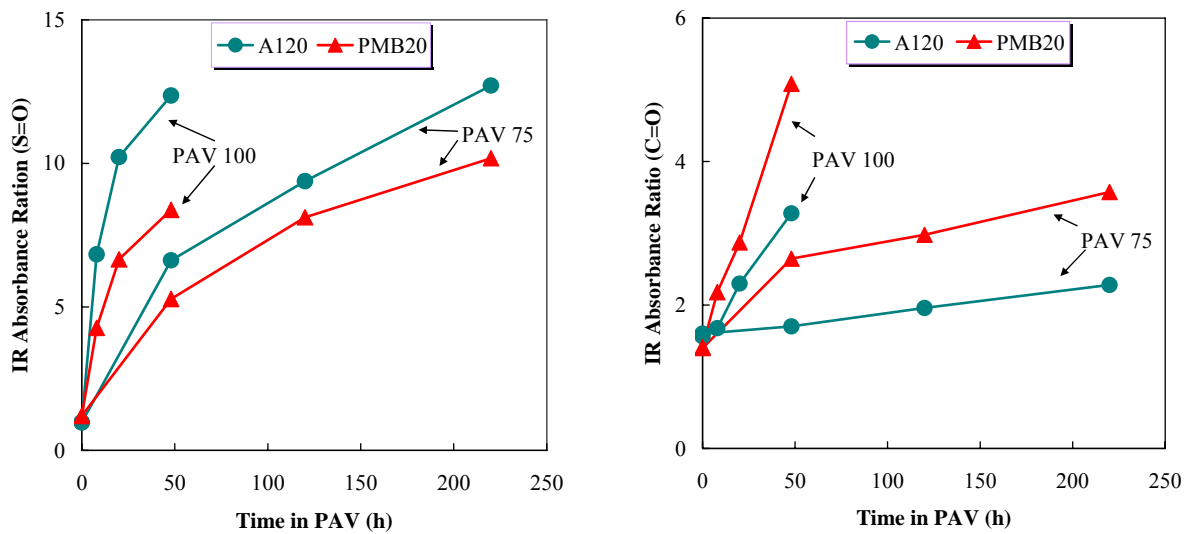 IR Absorbance Ration (S=O)
15
10
5
0
A120 PMB20
PAV 100
PAV 75
0 50 100 150 200 250
Time in PAV (h)
IR Absorbance Ratio (C=O)
6
4
2
0
A120 PMB20
PAV 100
PAV 75
0 50 100 150 200 250
Time in PAV (h)